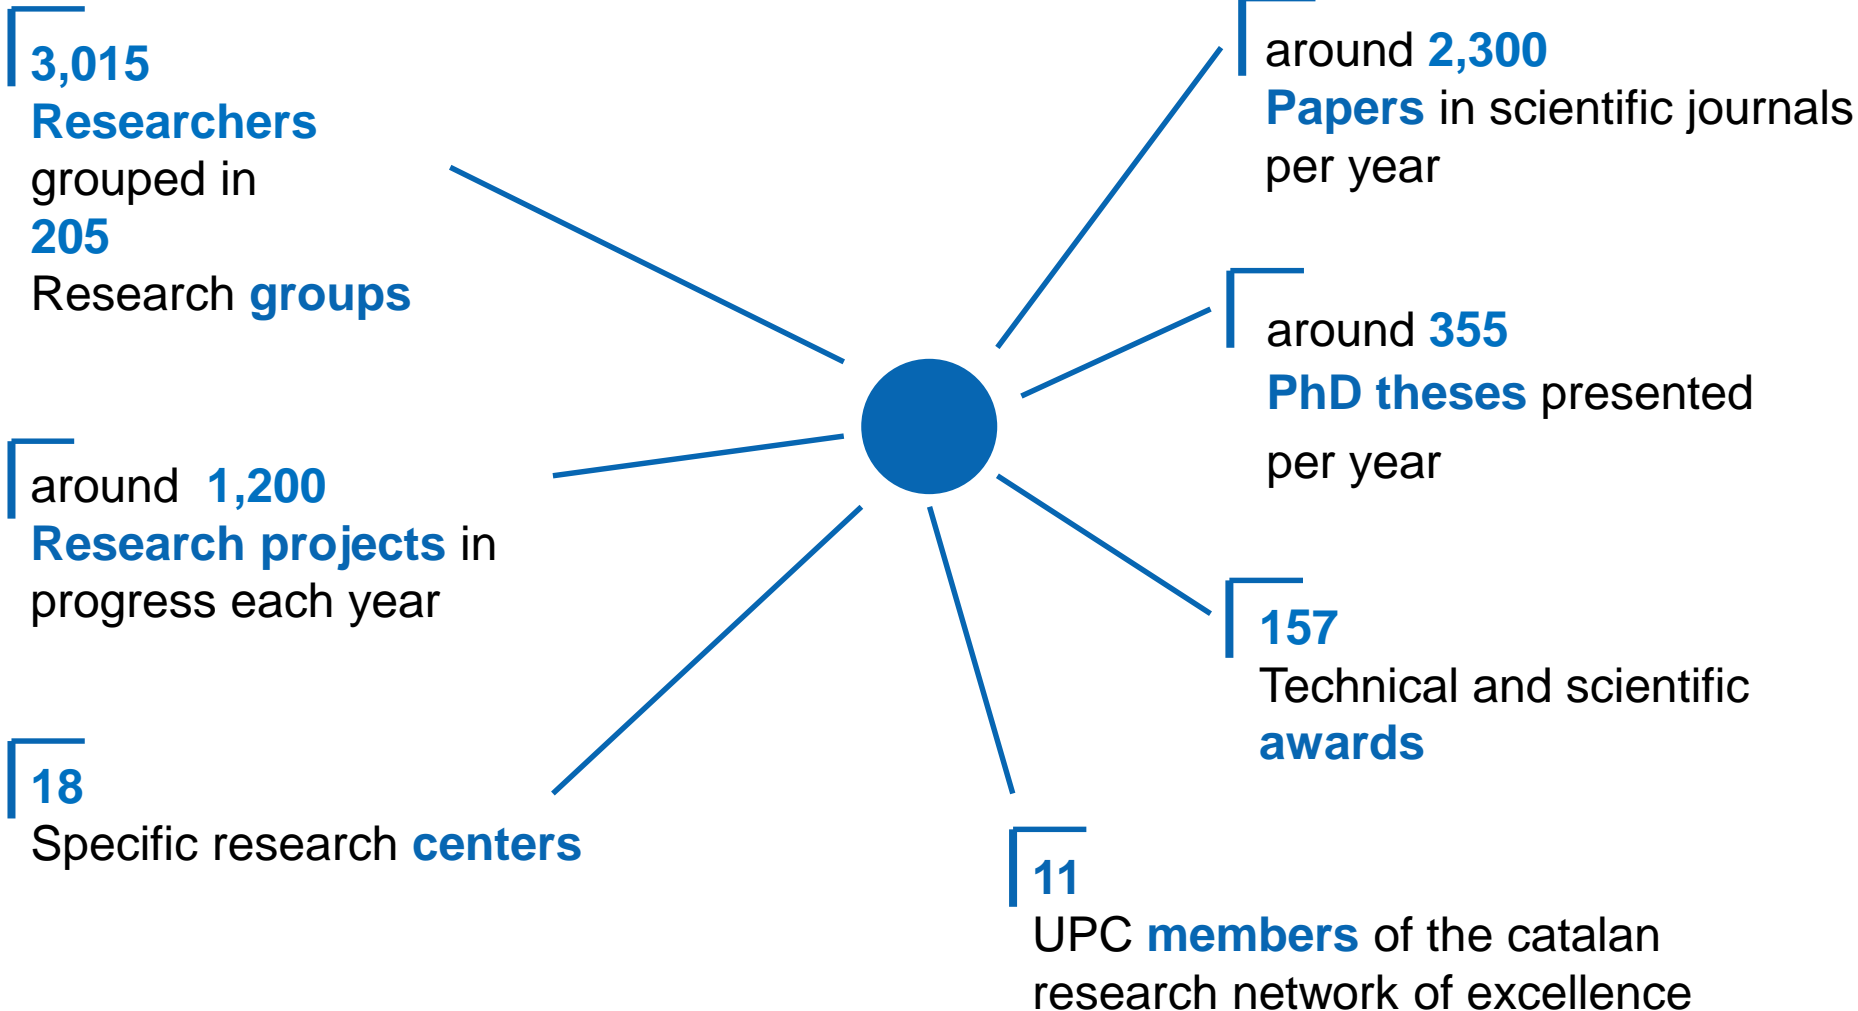 3,015
Researchers
grouped in
205
Research groups
around 1,200
Research projects in
progress each year
18
Specific research centers
around 2,300
Papers in scientific journals
per year
around 355
PhD theses presented
per year
157
Technical and scientific
awards
11
UPC members of the catalan
research network of excellence